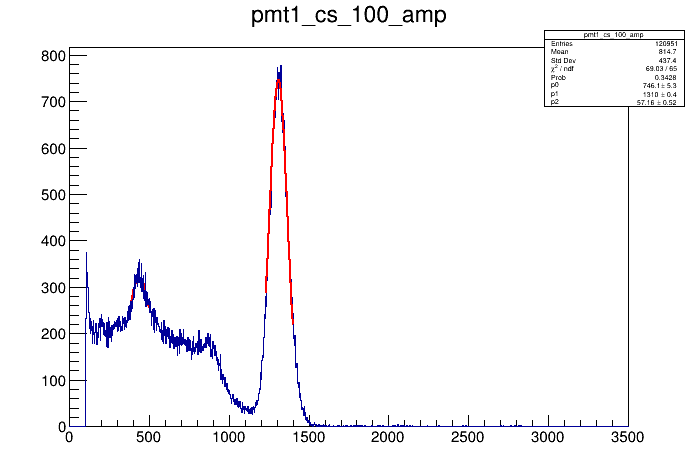 pmt1_cs_100_amp
pmt1_cs_100_amp
Entries 120951
Mean 814.7
Std Dev 437.4
χ² / ndf 69.03 / 65
Prob 0.3428
p0 746.1 ± 5.3
p1 1310 ± 0.4
p2 57.16 ± 0.52
800
700
600
500
400
300
200
100
0
0 500 1000 1500 2000 2500 3000 3500